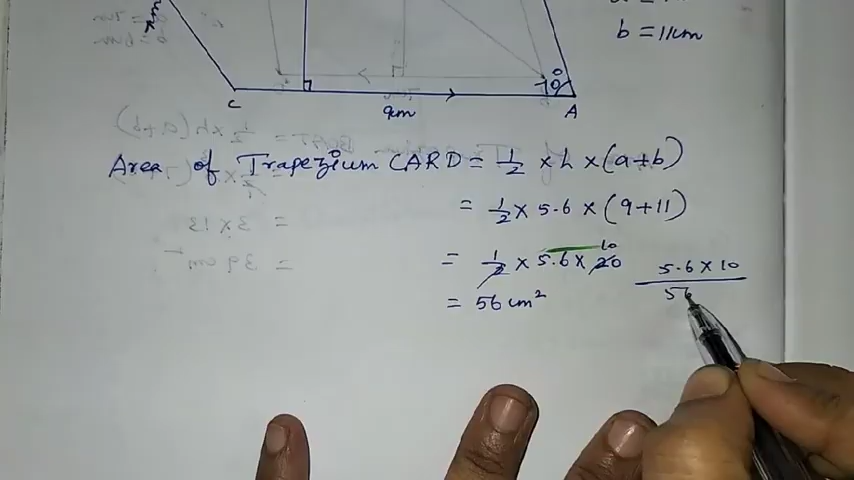 b = 11cm
C
9cm
A
Area of Trapezium CARD = 1/2 × h × (a+b)
= 1/2 × 5.6 × (9+11)
10
= 1/2 × 5.6 × 20
5.6 × 10
56
= 56 cm²